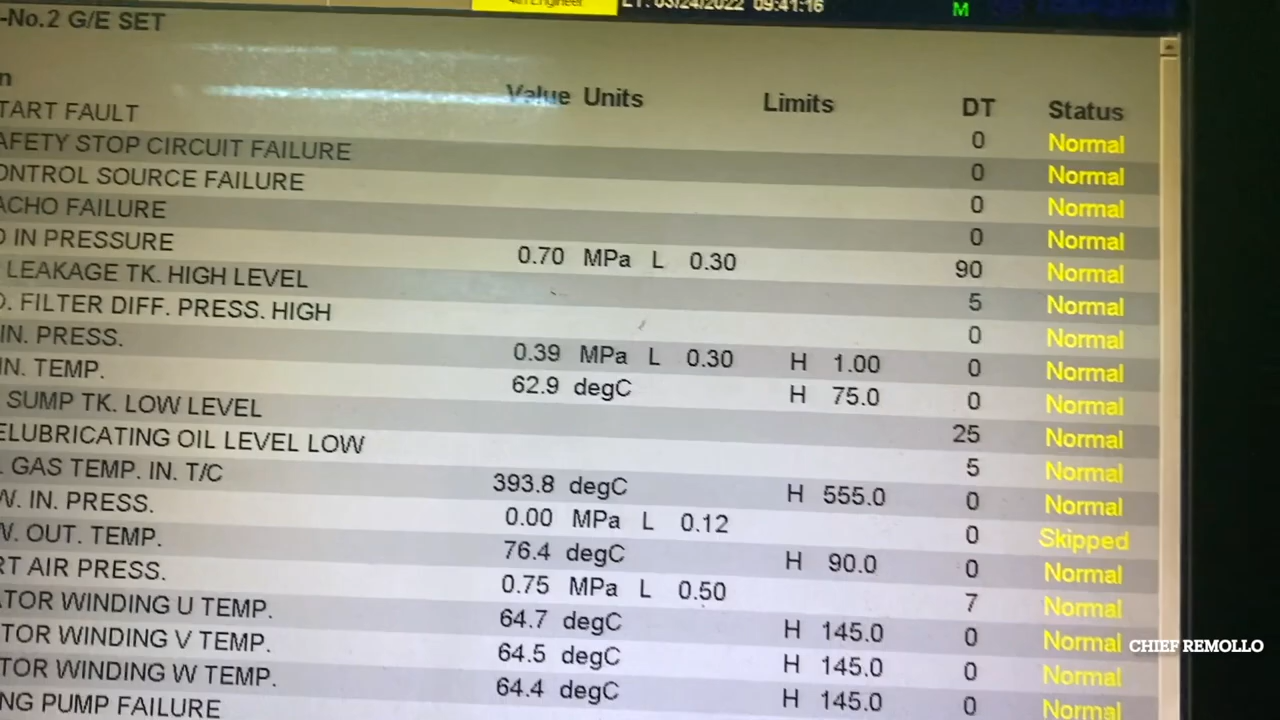 4th Engineer LT: 03/24/2022 09:41:16 M
-No.2 G/E SET
n Value Units Limits DT Status
TART FAULT 0 Normal
AFETY STOP CIRCUIT FAILURE 0 Normal
ONTROL SOURCE FAILURE 0 Normal
ACHO FAILURE 0 Normal
O IN PRESSURE 0.70 MPa L 0.30 90 Normal
LEAKAGE TK. HIGH LEVEL 5 Normal
O. FILTER DIFF. PRESS. HIGH 0 Normal
IN. PRESS. 0.39 MPa L 0.30 H 1.00 0 Normal
IN. TEMP. 62.9 degC H 75.0 0 Normal
SUMP TK. LOW LEVEL 25 Normal
ELUBRICATING OIL LEVEL LOW 5 Normal
. GAS TEMP. IN. T/C 393.8 degC H 555.0 0 Normal
W. IN. PRESS. 0.00 MPa L 0.12 0 Skipped
W. OUT. TEMP. 76.4 degC H 90.0 0 Normal
RT AIR PRESS. 0.75 MPa L 0.50 7 Normal
ATOR WINDING U TEMP. 64.7 degC H 145.0 0 Normal
TOR WINDING V TEMP. 64.5 degC H 145.0 0 Normal
TOR WINDING W TEMP. 64.4 degC H 145.0 0 Normal
NG PUMP FAILURE
CHIEF REMOLLO